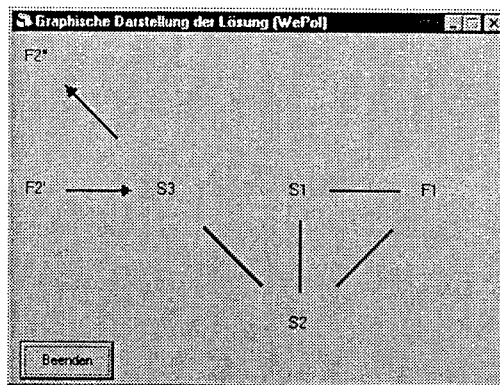 Graphische Darstellung der Lösung (WePol)
F2"
F2' S3 S1 F1
S2
Beenden